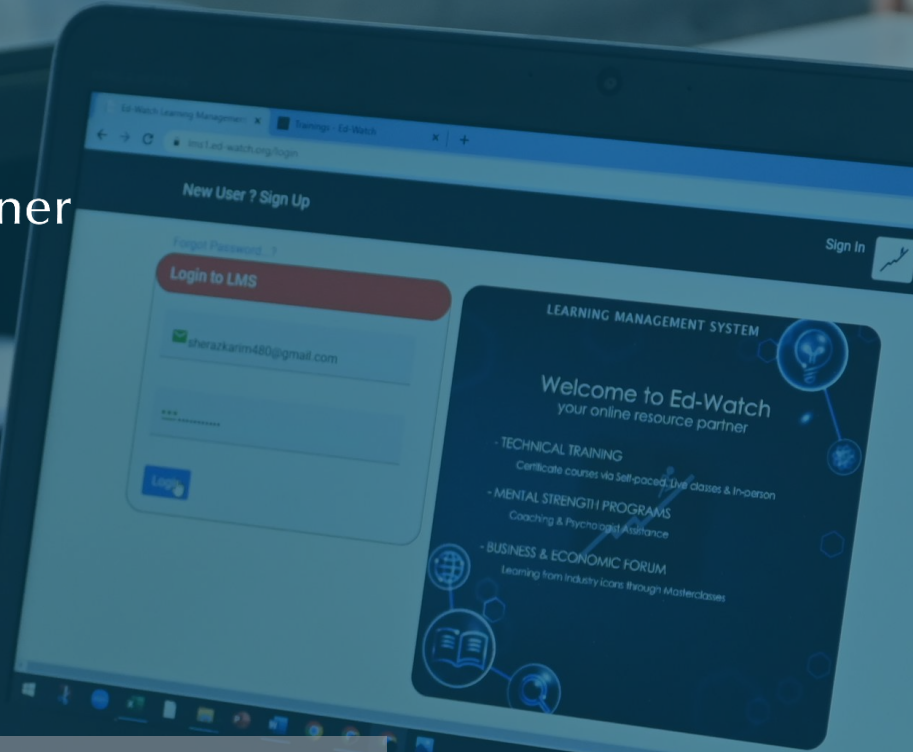 ner
Ed-Watch Learning Management
Trainings - Ed-Watch
lms1.ed-watch.org/login
New User ? Sign Up
Sign In
Forgot Password...?
Login to LMS
sherazkarim480@gmail.com
Login
LEARNING MANAGEMENT SYSTEM
Welcome to Ed-Watch
your online resource partner
- TECHNICAL TRAINING
Certificate courses via Self-paced, Live classes & In-person
- MENTAL STRENGTH PROGRAMS
Coaching & Psychologist Assistance
- BUSINESS & ECONOMIC FORUM
Learning from Industry icons through Masterclasses